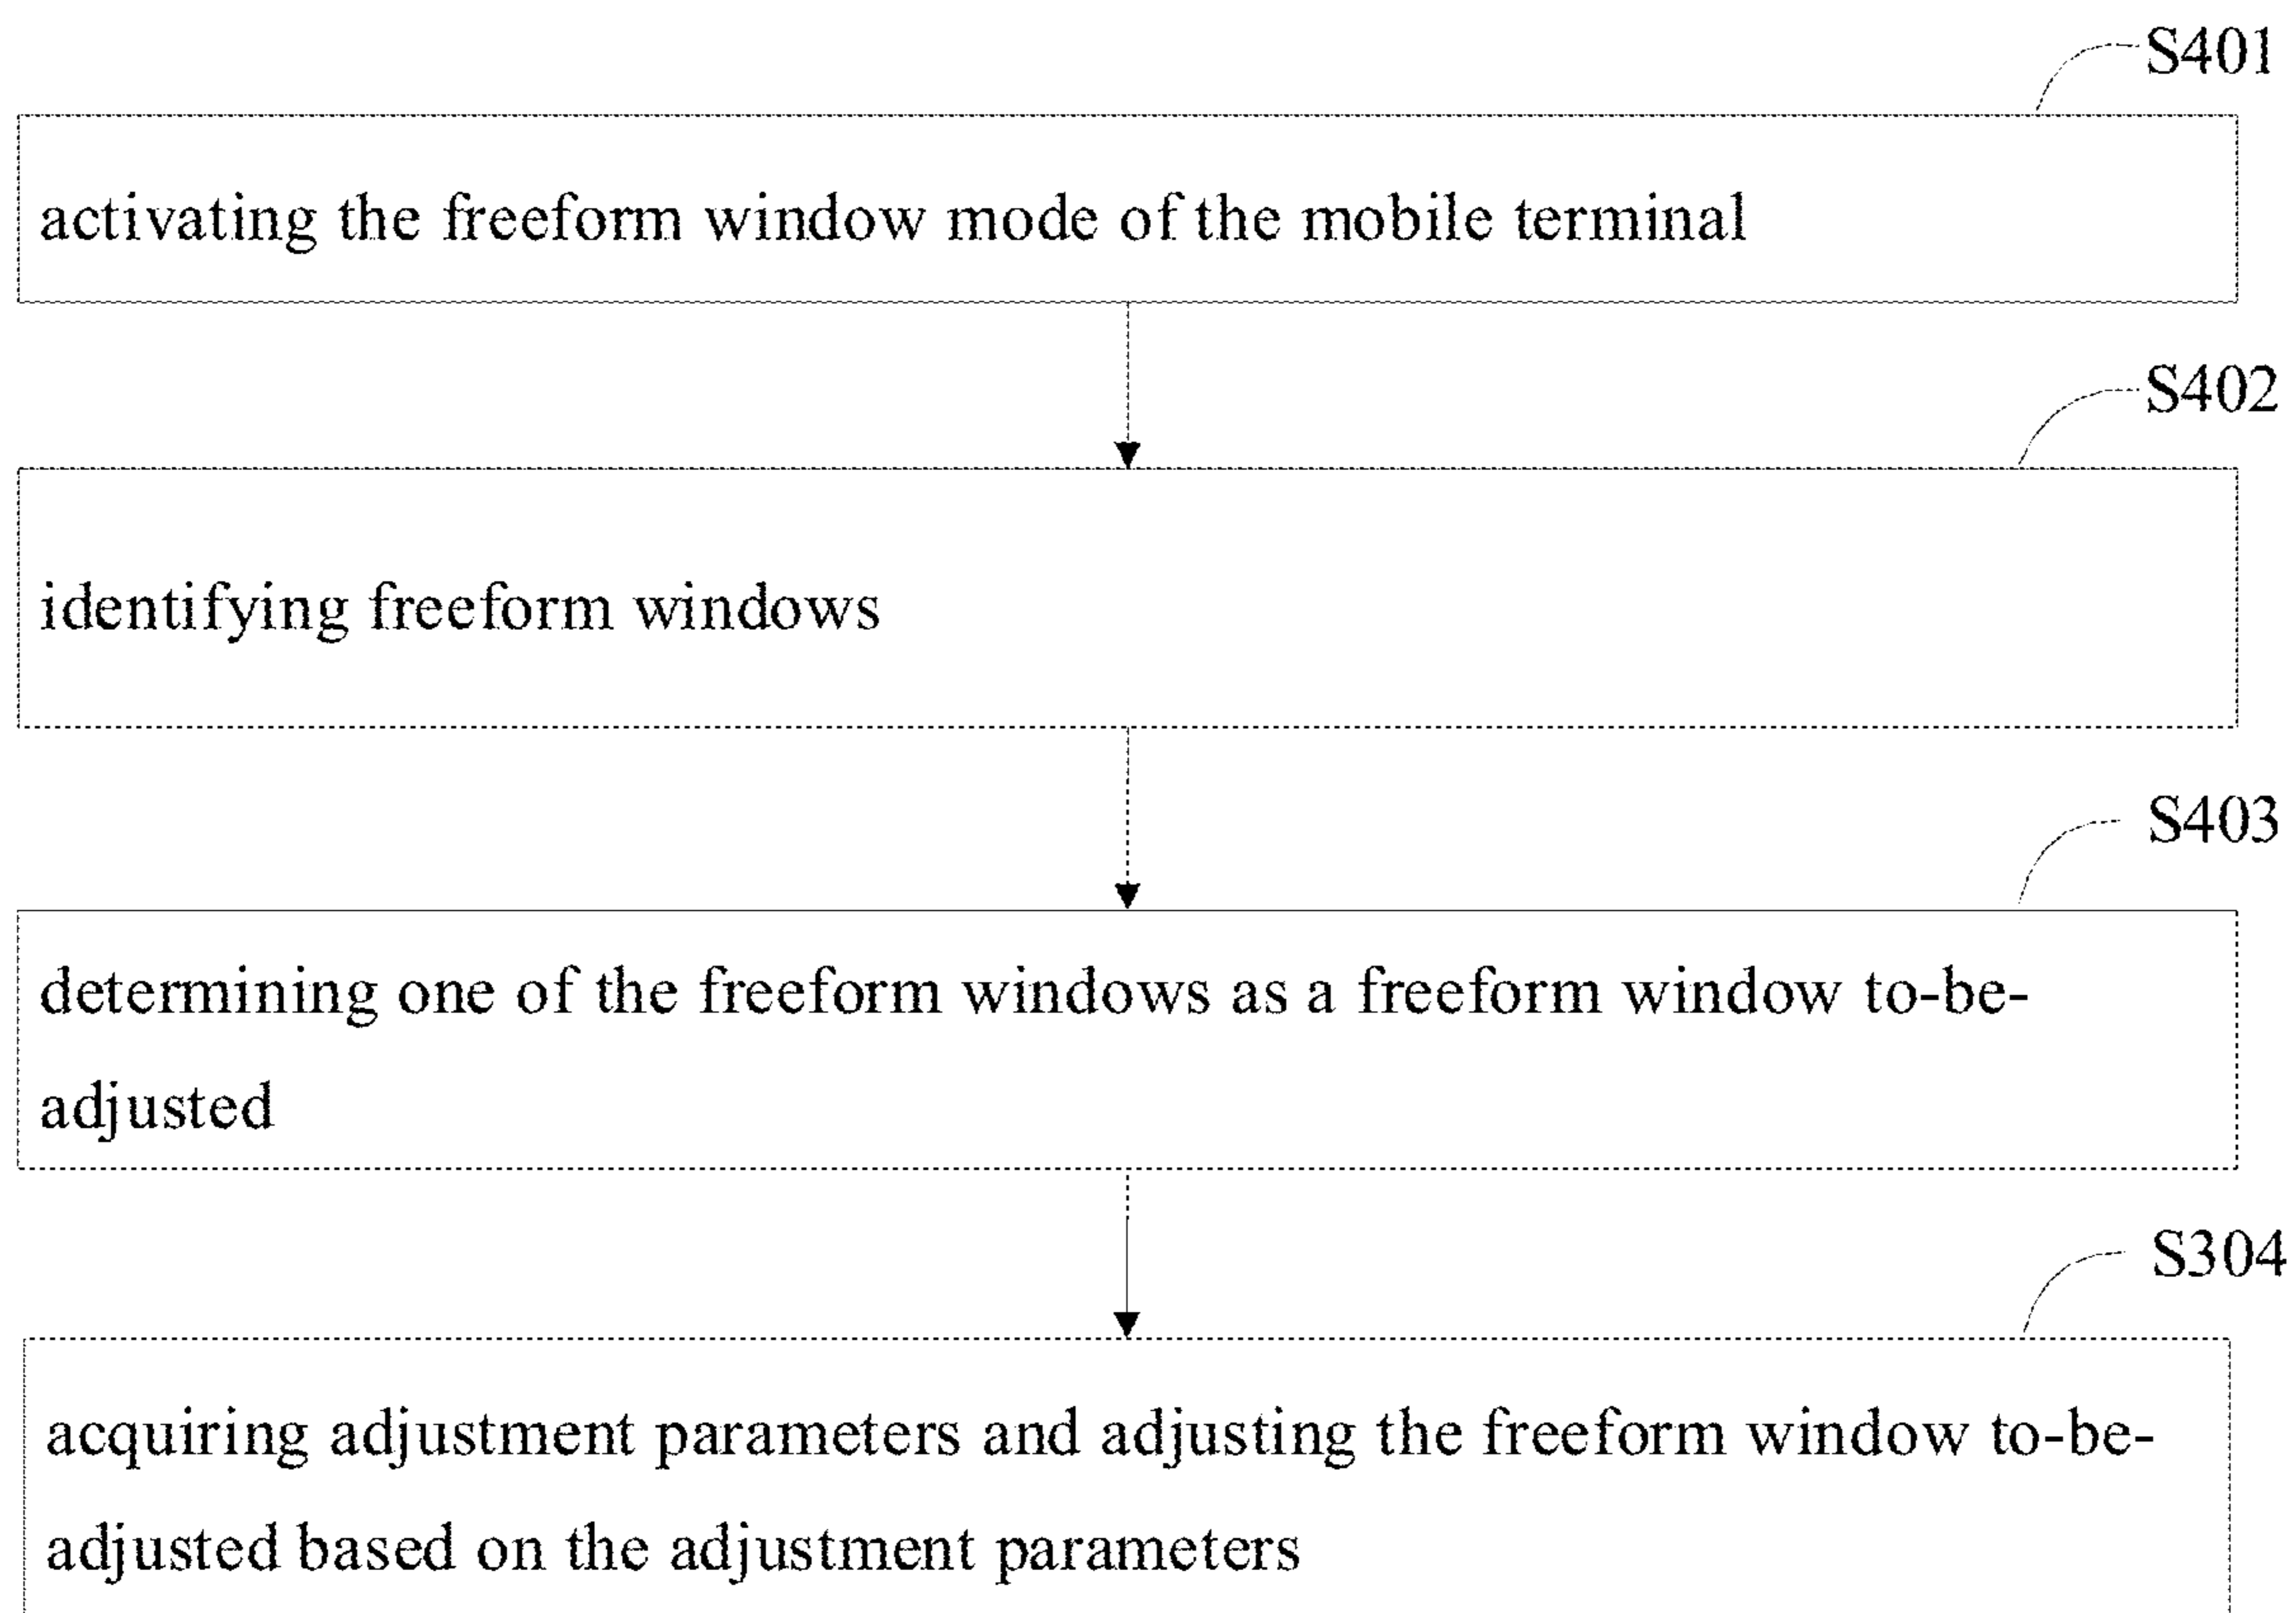 S401
activating the freeform window mode of the mobile terminal
S402
identifying freeform windows
S403
determining one of the freeform windows as a freeform window to-be-
adjusted
S304
acquiring adjustment parameters and adjusting the freeform window to-be-
adjusted based on the adjustment parameters